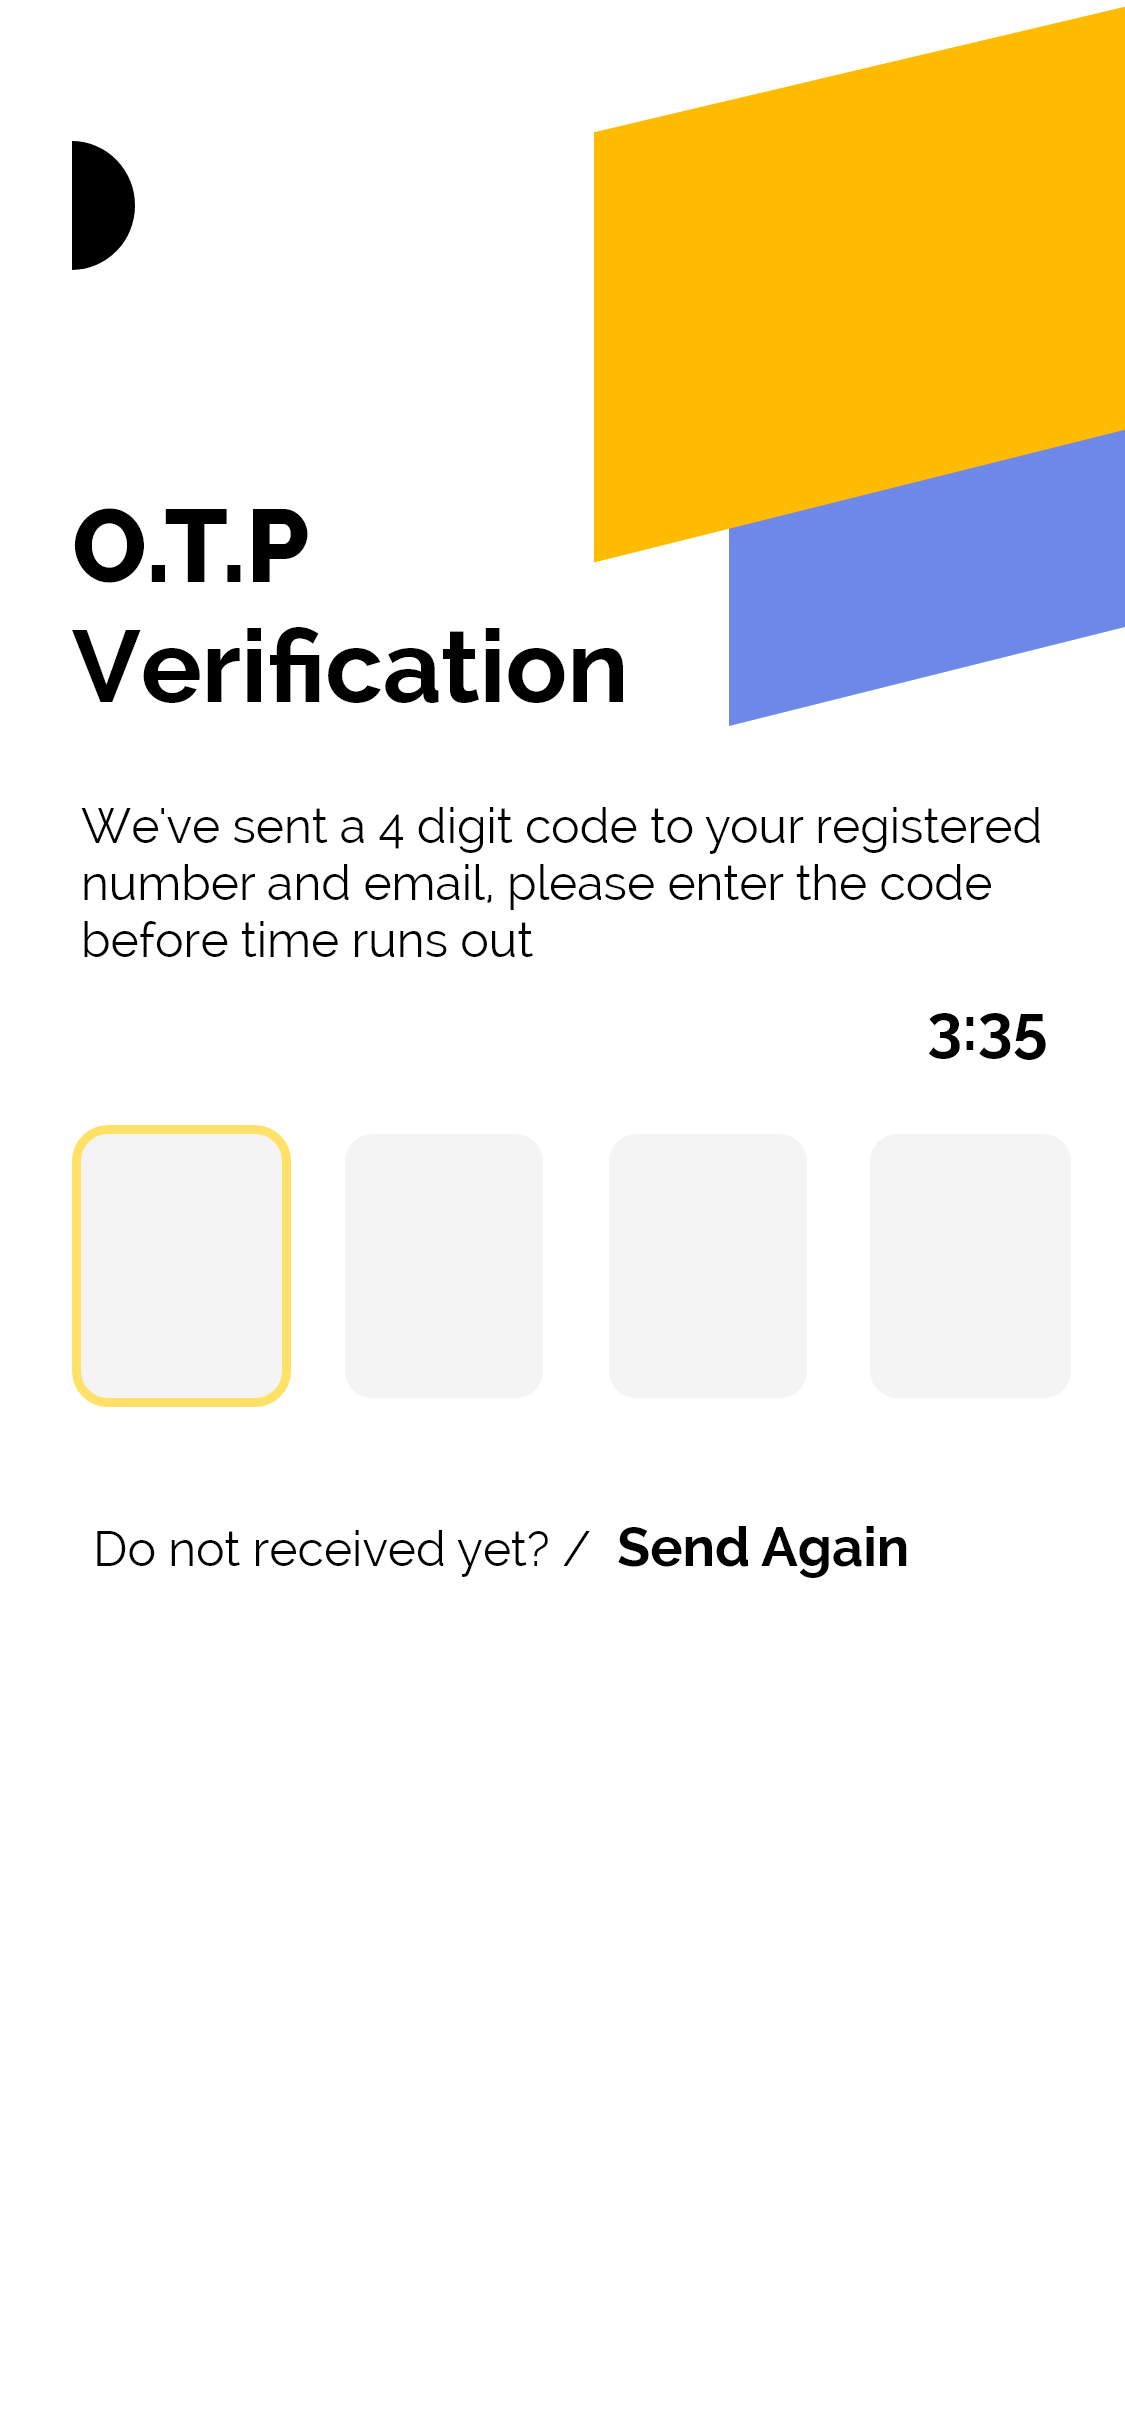 O.T.P
Verification
We've sent a 4 digit code to your registered
number and email, please enter the code
before time runs out
3:35
Do not received yet? / Send Again